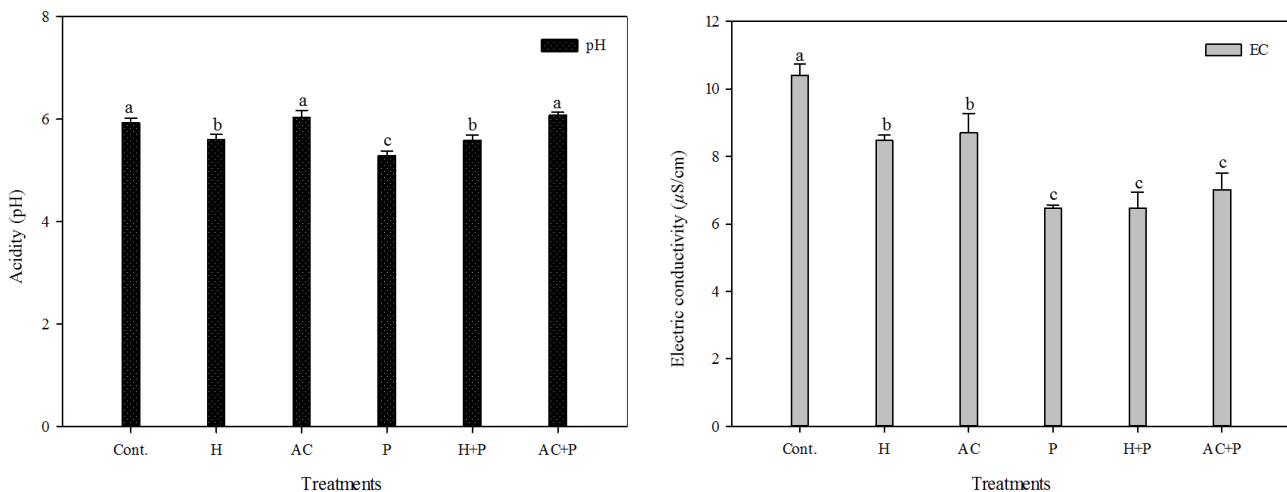 8
6
4
2
0
Acidity (pH)
pH
a
b
a
c
b
a
Cont.
H
AC
P
H+P
AC+P
Treatments
12
10
8
6
4
2
0
Electric conductivity (µS/cm)
EC
a
b
b
c
c
c
Cont.
H
AC
P
H+P
AC+P
Treatments